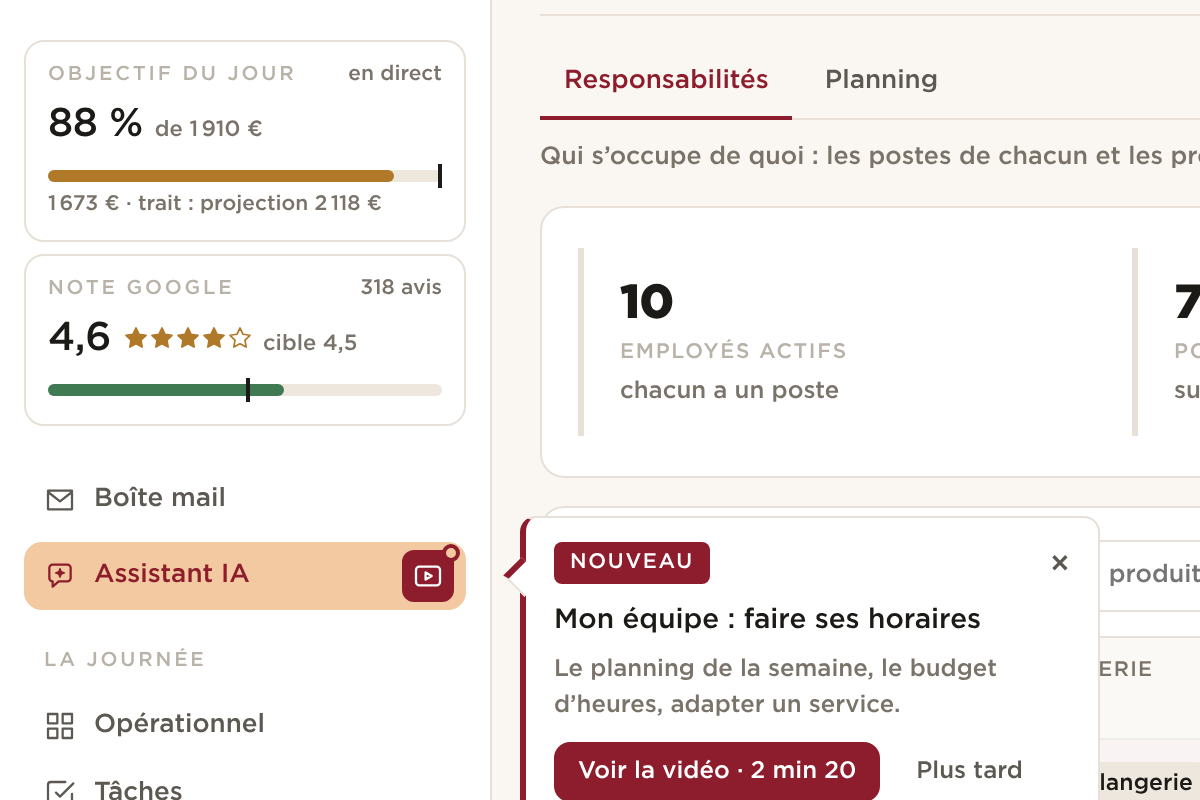 OBJECTIF DU JOUR en direct
88 % de 1 910 €
1 673 € · trait : projection 2 118 €
NOTE GOOGLE 318 avis
4,6 cible 4,5
Boîte mail
Assistant IA
LA JOURNÉE
Opérationnel
Tâches
Responsabilités Planning
Qui s’occupe de quoi : les postes de chacun et les
10
EMPLOYÉS ACTIFS
chacun a un poste
7
NOUVEAU
Mon équipe : faire ses horaires
Le planning de la semaine, le budget
d’heures, adapter un service.
Voir la vidéo · 2 min 20 Plus tard
produit
ERIE
langerie